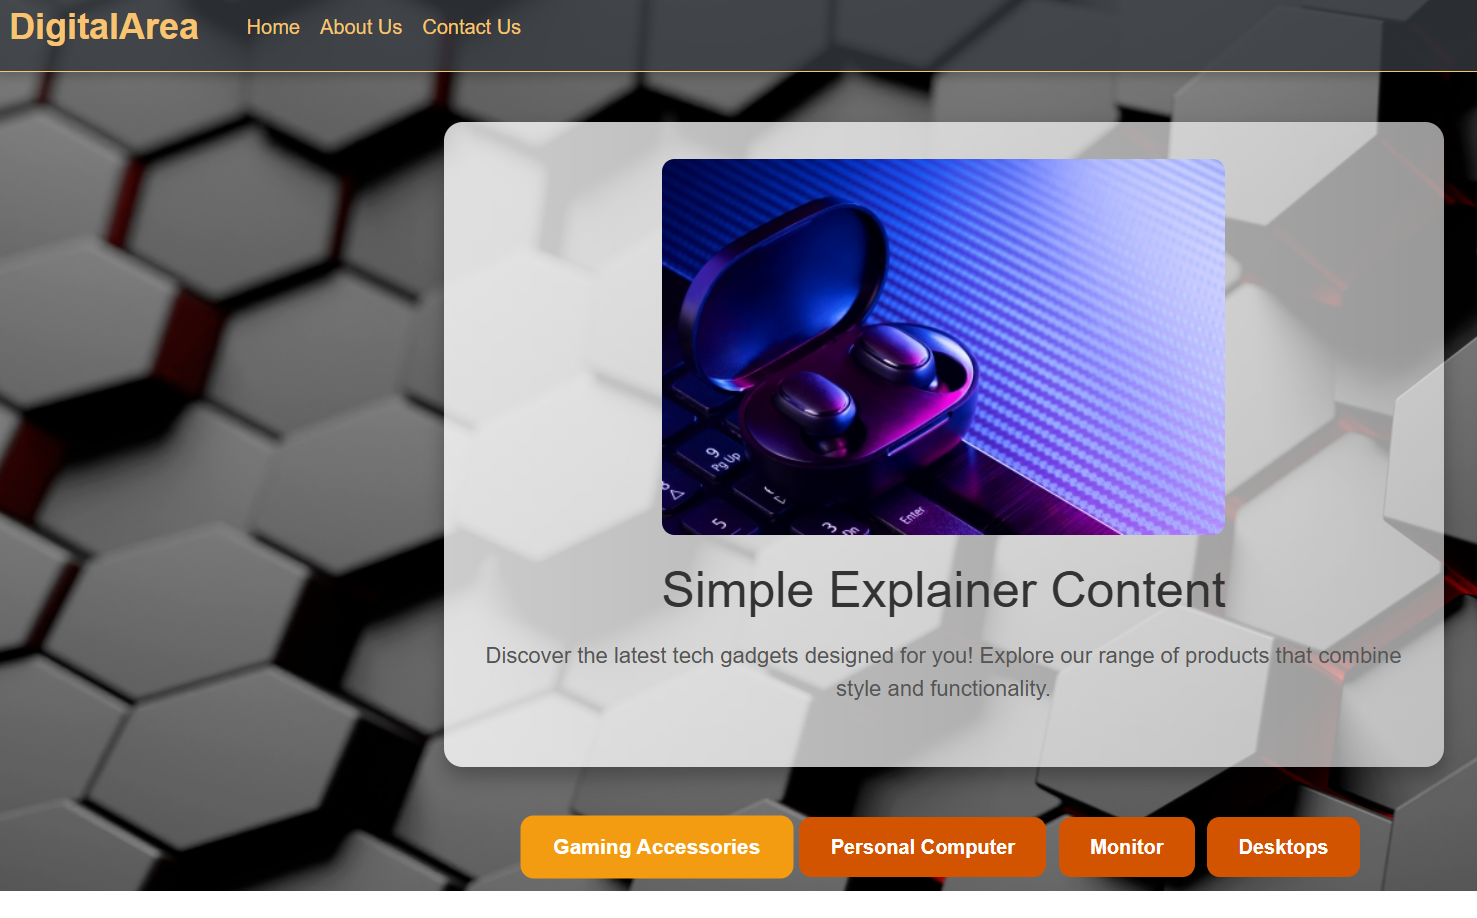 DigitalArea Home About Us Contact Us
9
Pg Up
8
5
3
Dn
Enter
Simple Explainer Content
Discover the latest tech gadgets designed for you! Explore our range of products that combine
style and functionality.
Gaming Accessories Personal Computer Monitor Desktops